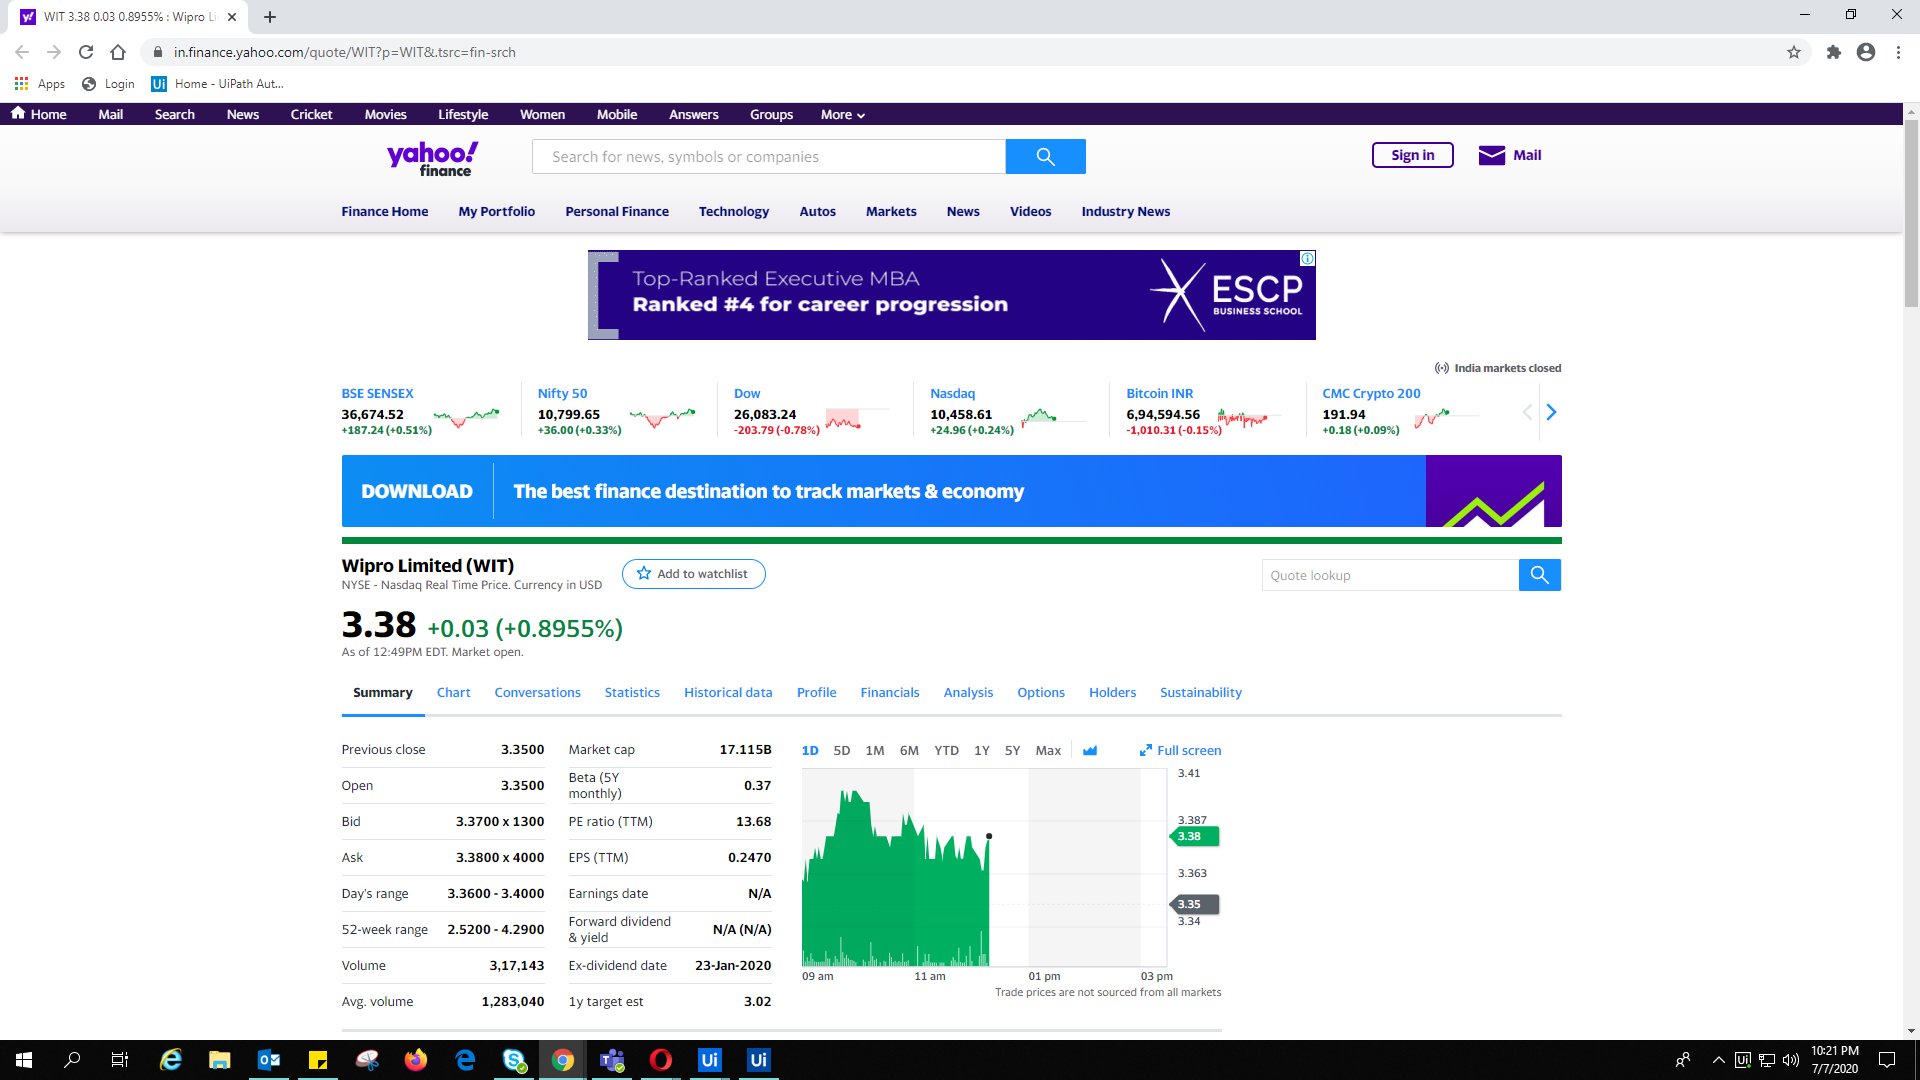 WIT 3.38 0.03 0.8955% : Wipro Li
in.finance.yahoo.com/quote/WIT?p=WIT&.tsrc=fin-srch
Apps Login Ui Home - UiPath Aut...
Home Mail Search News Cricket Movies Lifestyle Women Mobile Answers Groups More
yahoo!
finance
Search for news, symbols or companies
Sign in Mail
Finance Home My Portfolio Personal Finance Technology Autos Markets News Videos Industry News
Top-Ranked Executive MBA
Ranked #4 for career progression
ESCP
BUSINESS SCHOOL
India markets closed
BSE SENSEX Nifty 50 Dow Nasdaq Bitcoin INR CMC Crypto 200
36,674.52 10,799.65 26,083.24 10,458.61 6,94,594.56 191.94
+187.24 (+0.51%) +36.00 (+0.33%) -203.79 (-0.78%) +24.96 (+0.24%) -1,010.31 (-0.15%) +0.18 (+0.09%)
DOWNLOAD The best finance destination to track markets & economy
Wipro Limited (WIT)
NYSE - Nasdaq Real Time Price. Currency in USD
Add to watchlist
Quote lookup
3.38 +0.03 (+0.8955%)
As of 12:49PM EDT. Market open.
Summary Chart Conversations Statistics Historical data Profile Financials Analysis Options Holders Sustainability
Previous close 3.3500
Open 3.3500
Bid 3.3700 x 1300
Ask 3.3800 x 4000
Day's range 3.3600 - 3.4000
52-week range 2.5200 - 4.2900
Volume 3,17,143
Avg. volume 1,283,040
Market cap 17.115B
Beta (5Y
monthly) 0.37
PE ratio (TTM) 13.68
EPS (TTM) 0.2470
Earnings date N/A
Forward dividend
& yield N/A (N/A)
Ex-dividend date 23-Jan-2020
1y target est 3.02
1D 5D 1M 6M YTD 1Y 5Y Max Full screen
3.41
3.387
3.38
3.363
3.35
3.34
09 am 11 am 01 pm 03 pm
Trade prices are not sourced from all markets
Ui Ui Ui
10:21 PM
7/7/2020